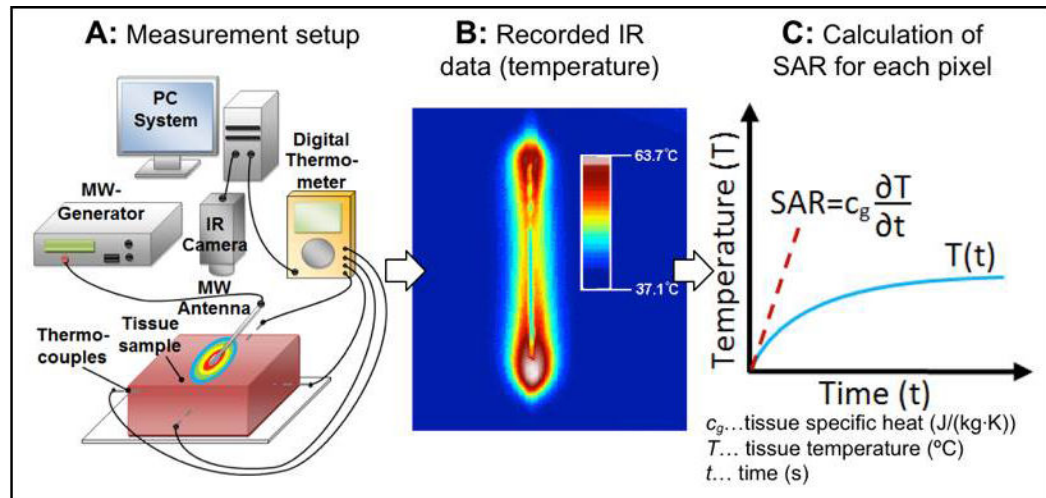 A: Measurement setup
PC
System
Digital
Thermo-
meter
MW-
Generator
IR
Camera
MW
Antenna
Tissue
sample
Thermo-
couples
B: Recorded IR
data (temperature)
63.7°C
37.1°C
C: Calculation of
SAR for each pixel
Temperature (T)
SAR=cg ∂T/∂t
T(t)
Time (t)
cg...tissue specific heat (J/(kg·K))
T... tissue temperature (ºC)
t... time (s)